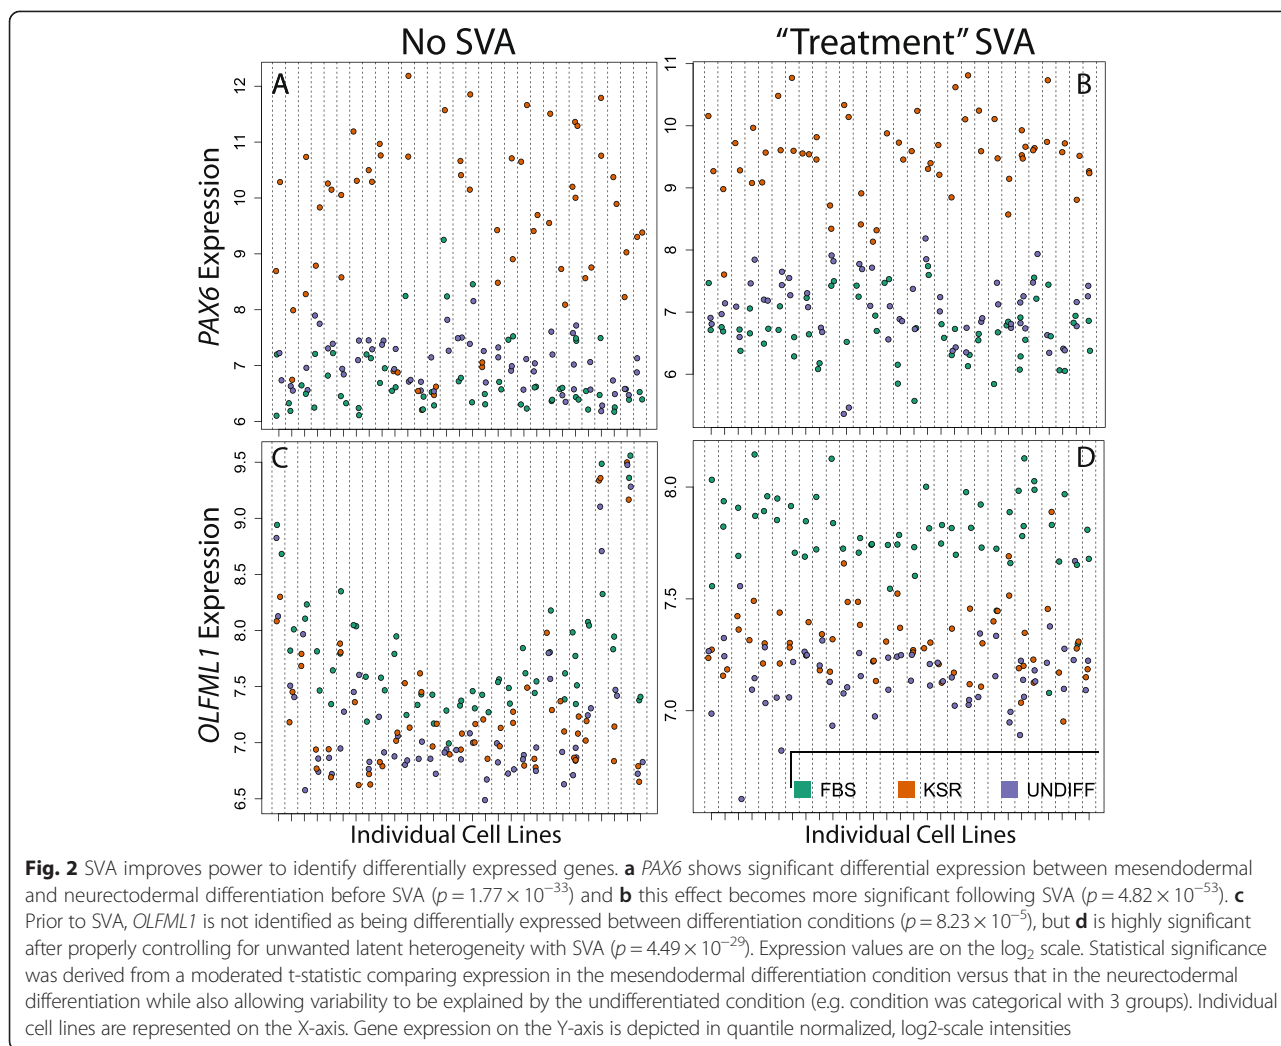 No SVA
“Treatment” SVA
A
B
PAX6 Expression
12
11
10
9
8
7
6
11
10
9
8
7
6
C
D
OLFML1 Expression
9.5
9.0
8.5
8.0
7.5
7.0
6.5
8.0
7.5
7.0
FBS KSR UNDIFF
Individual Cell Lines
Individual Cell Lines
Fig. 2 SVA improves power to identify differentially expressed genes. a PAX6 shows significant differential expression between mesendodermal
and neurectodermal differentiation before SVA (p = 1.77 × 10⁻³³) and b this effect becomes more significant following SVA (p = 4.82 × 10⁻⁵³). c
Prior to SVA, OLFML1 is not identified as being differentially expressed between differentiation conditions (p = 8.23 × 10⁻⁵), but d is highly significant
after properly controlling for unwanted latent heterogeneity with SVA (p = 4.49 × 10⁻²⁹). Expression values are on the log₂ scale. Statistical significance
was derived from a moderated t-statistic comparing expression in the mesendodermal differentiation condition versus that in the neurectodermal
differentiation while also allowing variability to be explained by the undifferentiated condition (e.g. condition was categorical with 3 groups). Individual
cell lines are represented on the X-axis. Gene expression on the Y-axis is depicted in quantile normalized, log2-scale intensities